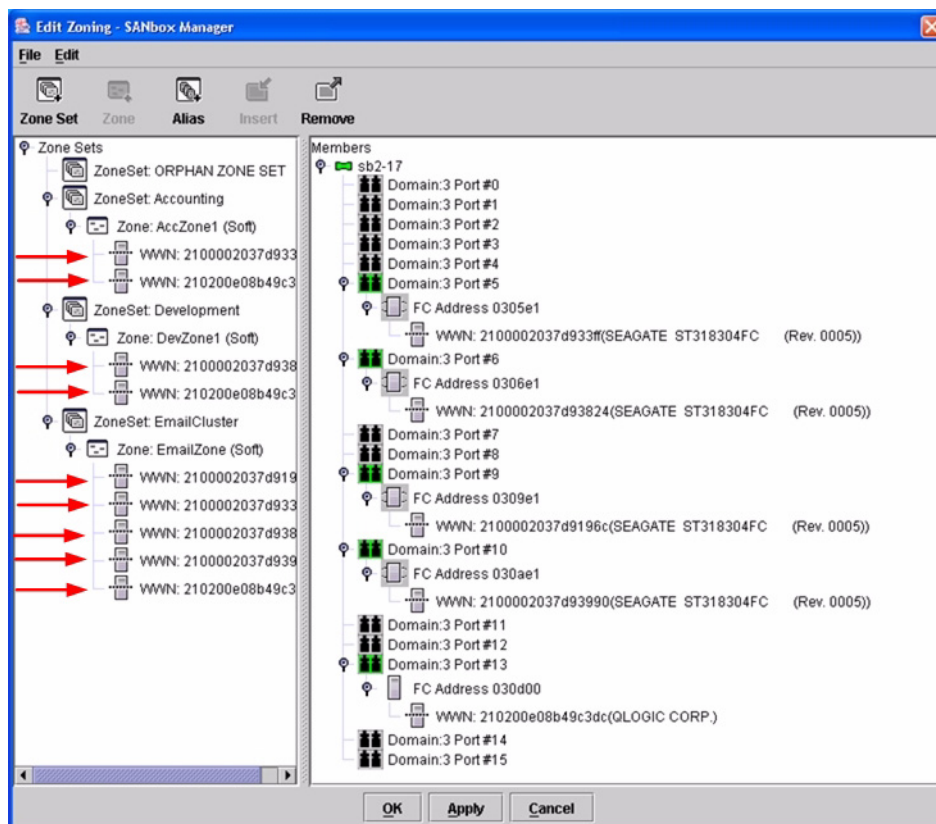 Edit Zoning - SANbox Manager
File Edit
Zone Set Zone Alias Insert Remove
Zone Sets
ZoneSet: ORPHAN ZONE SET
ZoneSet: Accounting
Zone: AccZone1 (Soft)
WWN: 2100002037d933
WWN: 210200e08b49c3
ZoneSet: Development
Zone: DevZone1 (Soft)
WWN: 2100002037d938
WWN: 210200e08b49c3
ZoneSet: EmailCluster
Zone: EmailZone (Soft)
WWN: 2100002037d919
WWN: 2100002037d933
WWN: 2100002037d938
WWN: 2100002037d939
WWN: 210200e08b49c3
Members
sb2-17
Domain:3 Port#0
Domain:3 Port#1
Domain:3 Port#2
Domain:3 Port#3
Domain:3 Port#4
Domain:3 Port#5
FC Address 0305e1
WWN: 2100002037d933ff(SEAGATE ST318304FC (Rev. 0005))
Domain:3 Port#6
FC Address 0306e1
WWN: 2100002037d93824(SEAGATE ST318304FC (Rev. 0005))
Domain:3 Port#7
Domain:3 Port#8
Domain:3 Port#9
FC Address 0309e1
WWN: 2100002037d9196c(SEAGATE ST318304FC (Rev. 0005))
Domain:3 Port#10
FC Address 030ae1
WWN: 2100002037d93990(SEAGATE ST318304FC (Rev. 0005))
Domain:3 Port#11
Domain:3 Port#12
Domain:3 Port#13
FC Address 030d00
WWN: 210200e08b49c3dc(QLOGIC CORP.)
Domain:3 Port#14
Domain:3 Port#15
OK Apply Cancel